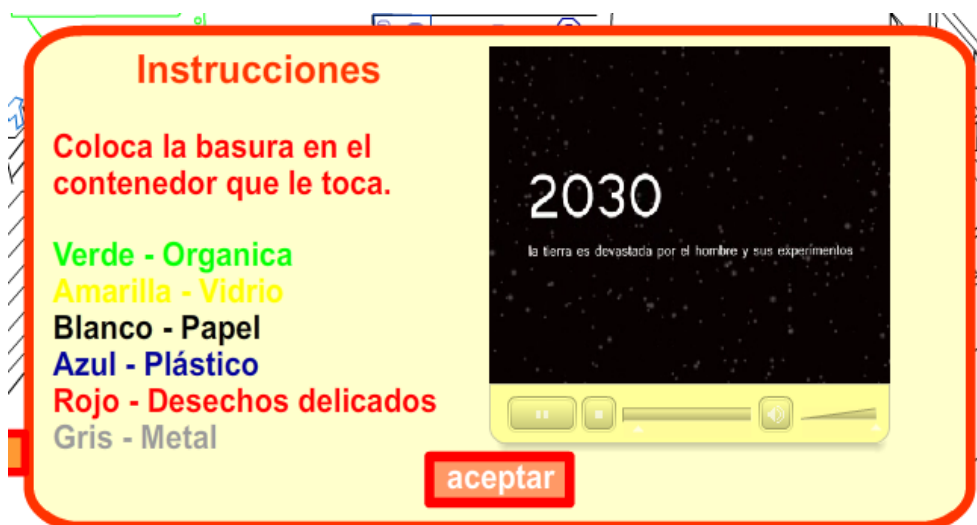 Instrucciones
Coloca la basura en el
contenedor que le toca.
Verde - Organica
Amarilla - Vidrio
Blanco - Papel
Azul - Plástico
Rojo - Desechos delicados
Gris - Metal
2030
la tierra es devastada por el hombre y sus experimentos
aceptar